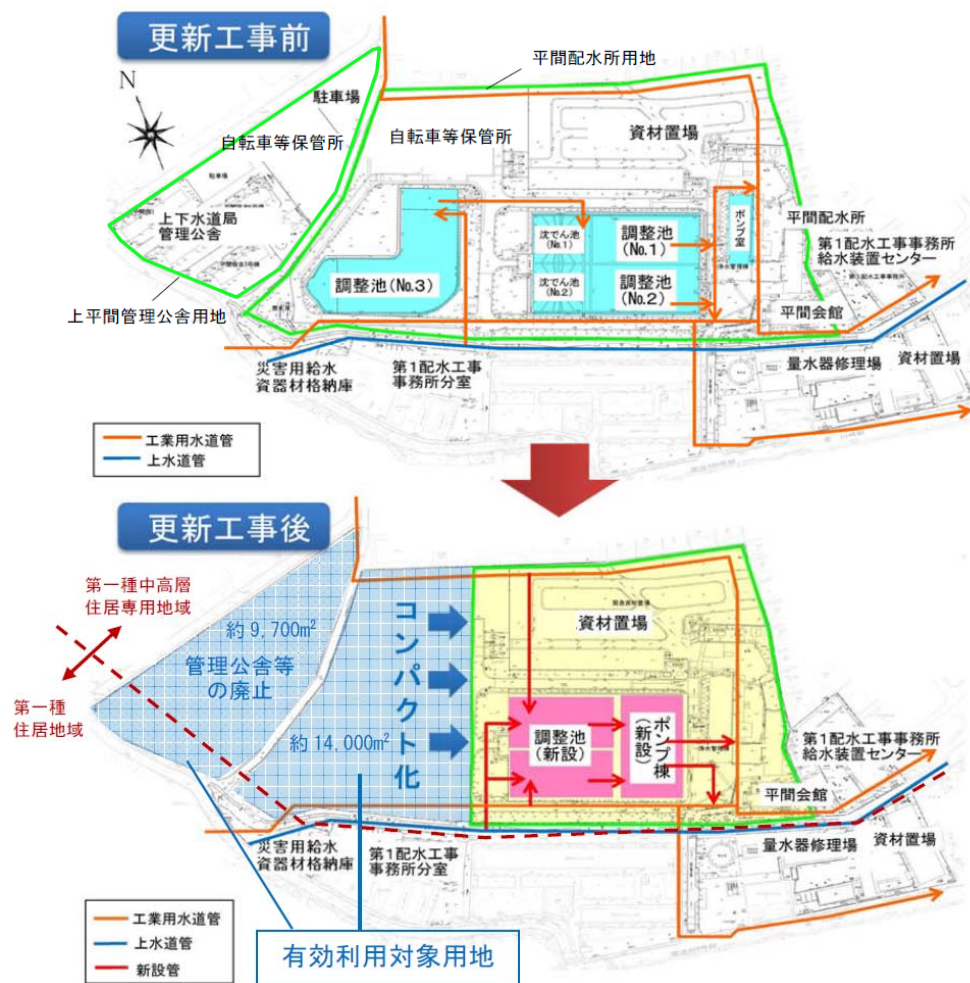 更新工事前
N
平間配水所用地
駐車場
自転車等保管所
自転車等保管所
資材置場
駐車場
上下水道局
管理公舎
沈でん池
(No.1)
調整池
(No.1)
ポンプ室
平間配水所
第1配水工事事務所
給水装置センター
調整池(No.3)
沈でん池
(No.2)
調整池
(No.2)
上平間管理公舎用地
平間会館
災害用給水
資器材格納庫
第1配水工事
事務所分室
量水器修理場
資材置場
工業用水道管
上水道管
更新工事後
第一種中高層
住居専用地域
約9,700m²
管理公舎等
の廃止
コンパクト化
資材置場
第一種
住居地域
約14,000m²
調整池
(新設)
ポンプ棟
(新設)
第1配水工事事務所
給水装置センター
平間会館
災害用給水
資器材格納庫
第1配水工事
事務所分室
量水器修理場
資材置場
工業用水道管
上水道管
新設管
有効利用対象用地